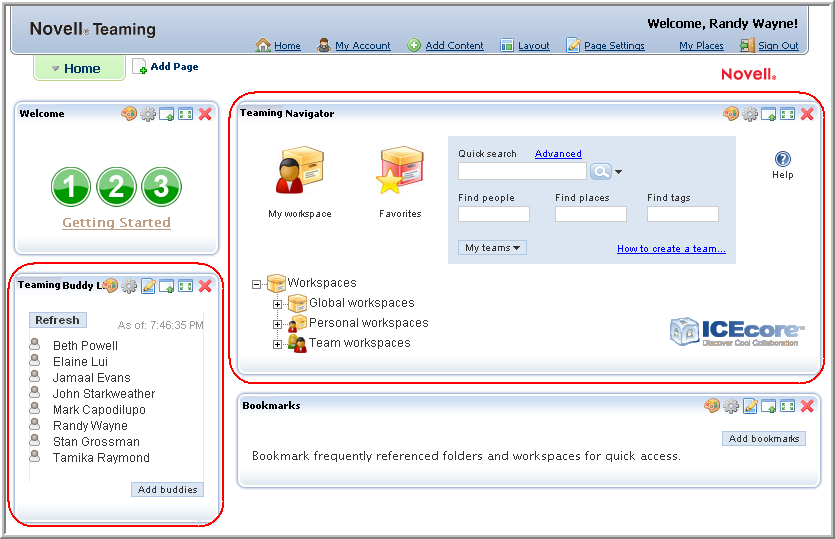 Novell® Teaming
Welcome, Randy Wayne!
Home My Account Add Content Layout Page Settings My Places Sign Out
Home Add Page
Novell®
Welcome
1 2 3
Getting Started
Teaming Buddy L
Refresh As of: 7:46:35 PM
Beth Powell
Elaine Lui
Jamaal Evans
John Starkweather
Mark Capodilupo
Randy Wayne
Stan Grossman
Tamika Raymond
Add buddies
Teaming Navigator
My workspace
Favorites
Quick search Advanced
Find people Find places Find tags
My teams
How to create a team...
Help
Workspaces
Global workspaces
Personal workspaces
Team workspaces
ICEcore™
Discover Cool Collaboration
Bookmarks
Add bookmarks
Bookmark frequently referenced folders and workspaces for quick access.